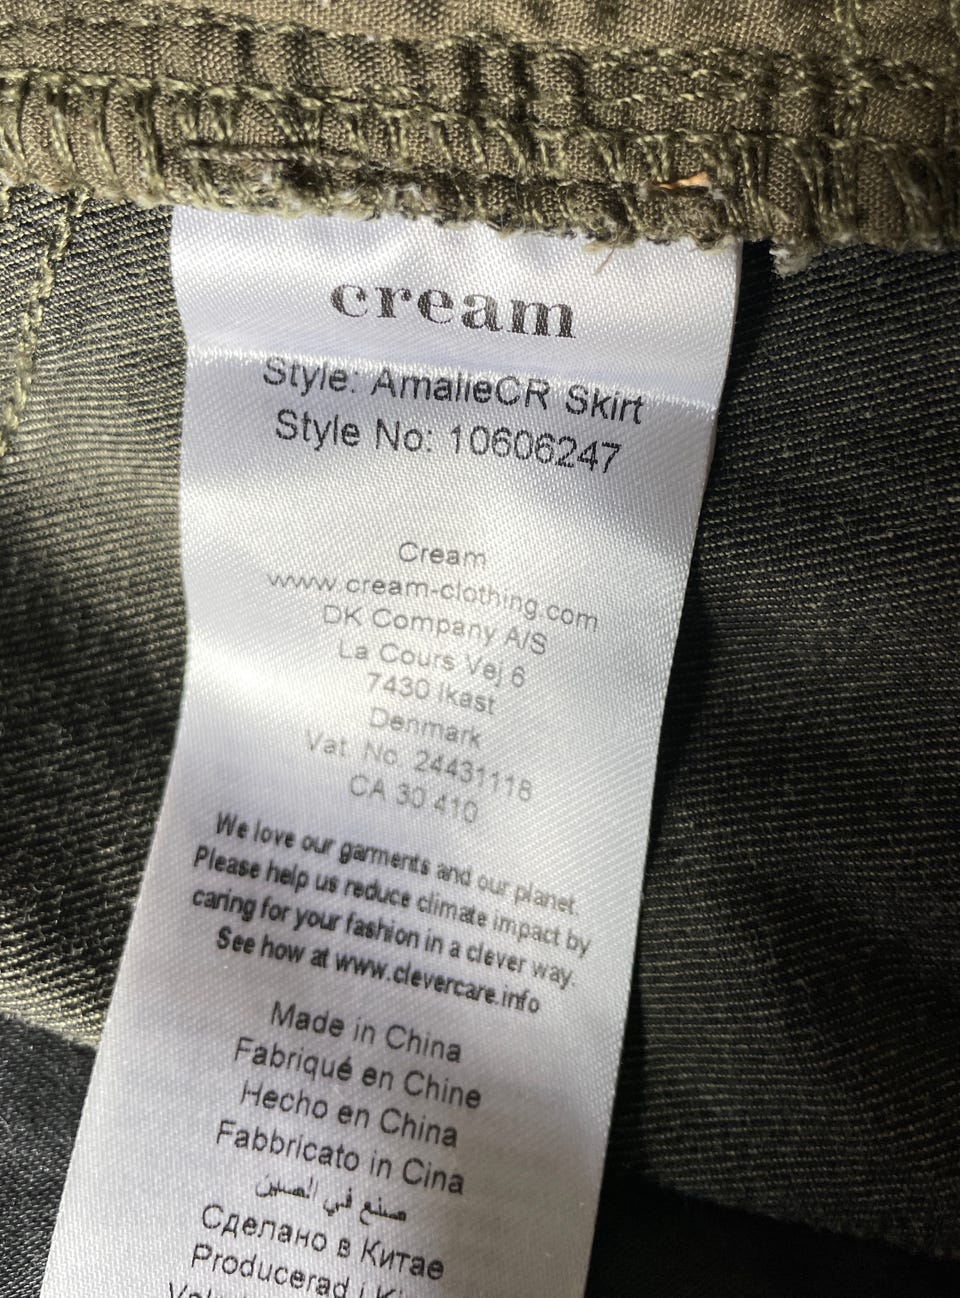 cream
Style: AmalieCR Skirt
Style No: 10606247
Cream
www.cream-clothing.com
DK Company A/S
La Cours Vej 6
7430 Ikast
Denmark
Vat. No. 24431118
CA 30 410
We love our garments and our planet.
Please help us reduce climate impact by
caring for your fashion in a clever way.
See how at www.clevercare.info
Made in China
Fabriqué en Chine
Hecho en China
Fabbricato in Cina
صنع في الصين
Сделано в Китае
Producerad i